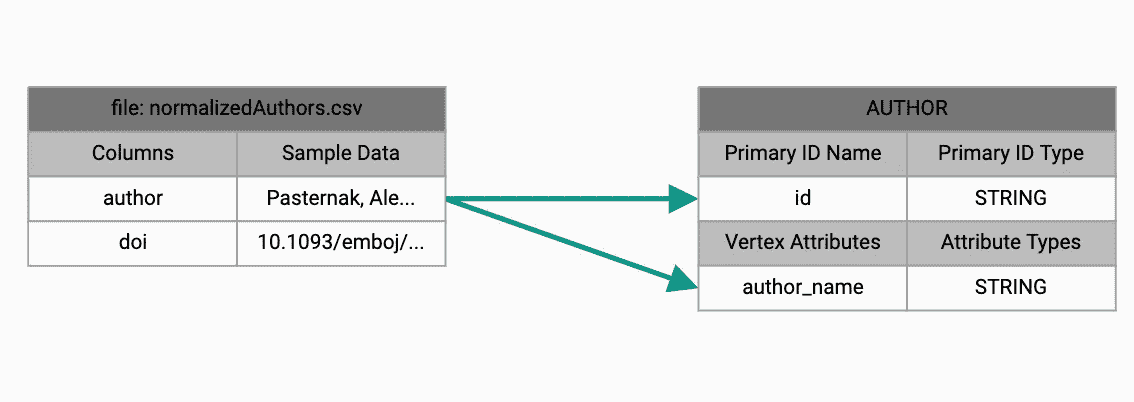 file: normalizedAuthors.csv
Columns Sample Data
author Pasternak, Ale...
doi 10.1093/emboj/...
AUTHOR
Primary ID Name Primary ID Type
id STRING
Vertex Attributes Attribute Types
author_name STRING